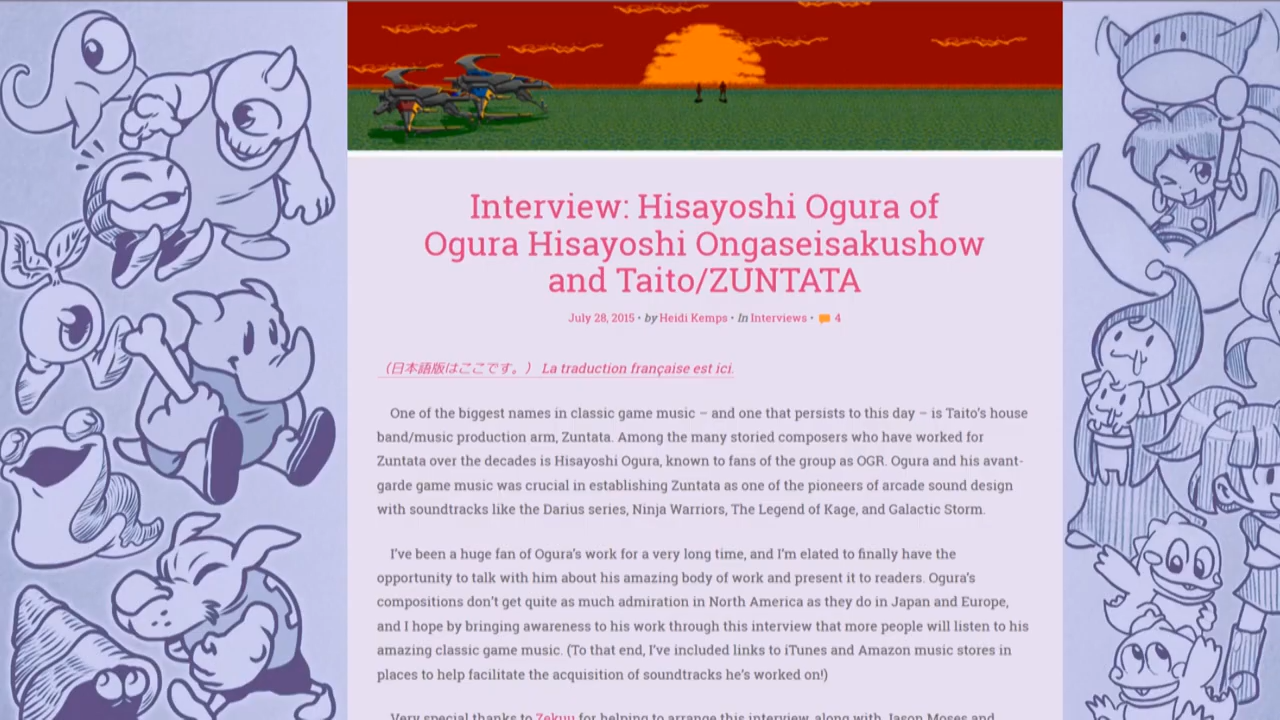 Interview: Hisayoshi Ogura of
Ogura Hisayoshi Ongaseisakushow
and Taito/ZUNTATA
July 28, 2015 • by Heidi Kemps • In Interviews • 4
（日本語版はここです。） La traduction française est ici.
One of the biggest names in classic game music – and one that persists to this day – is Taito's house
band/music production arm, Zuntata. Among the many storied composers who have worked for
Zuntata over the decades is Hisayoshi Ogura, known to fans of the group as OGR. Ogura and his avant-
garde game music was crucial in establishing Zuntata as one of the pioneers of arcade sound design
with soundtracks like the Darius series, Ninja Warriors, The Legend of Kage, and Galactic Storm.
I've been a huge fan of Ogura's work for a very long time, and I'm elated to finally have the
opportunity to talk with him about his amazing body of work and present it to readers. Ogura's
compositions don't get quite as much admiration in North America as they do in Japan and Europe,
and I hope by bringing awareness to his work through this interview that more people will listen to his
amazing classic game music. (To that end, I've included links to iTunes and Amazon music stores in
places to help facilitate the acquisition of soundtracks he's worked on!)
Very special thanks to Zekuu for helping to arrange this interview, along with Jason Moses and